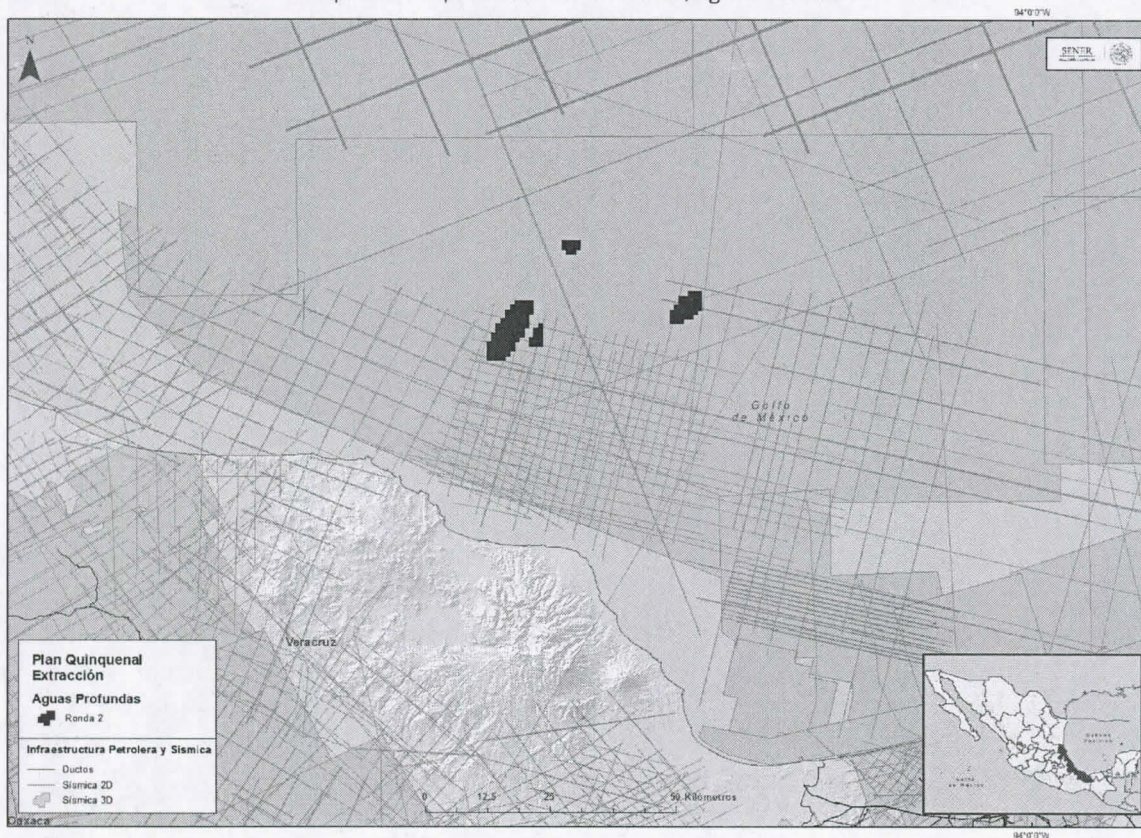 94°0'0"W
N
SENER
Golfo
de México
Veracruz
Plan Quinquenal
Extracción
Aguas Profundas
Ronda 2
Infraestructura Petrolera y Sísmica
Ductos
Sísmica 2D
Sísmica 3D
0 12.5 25 50 Kilómetros
Oaxaca
94°0'0"W